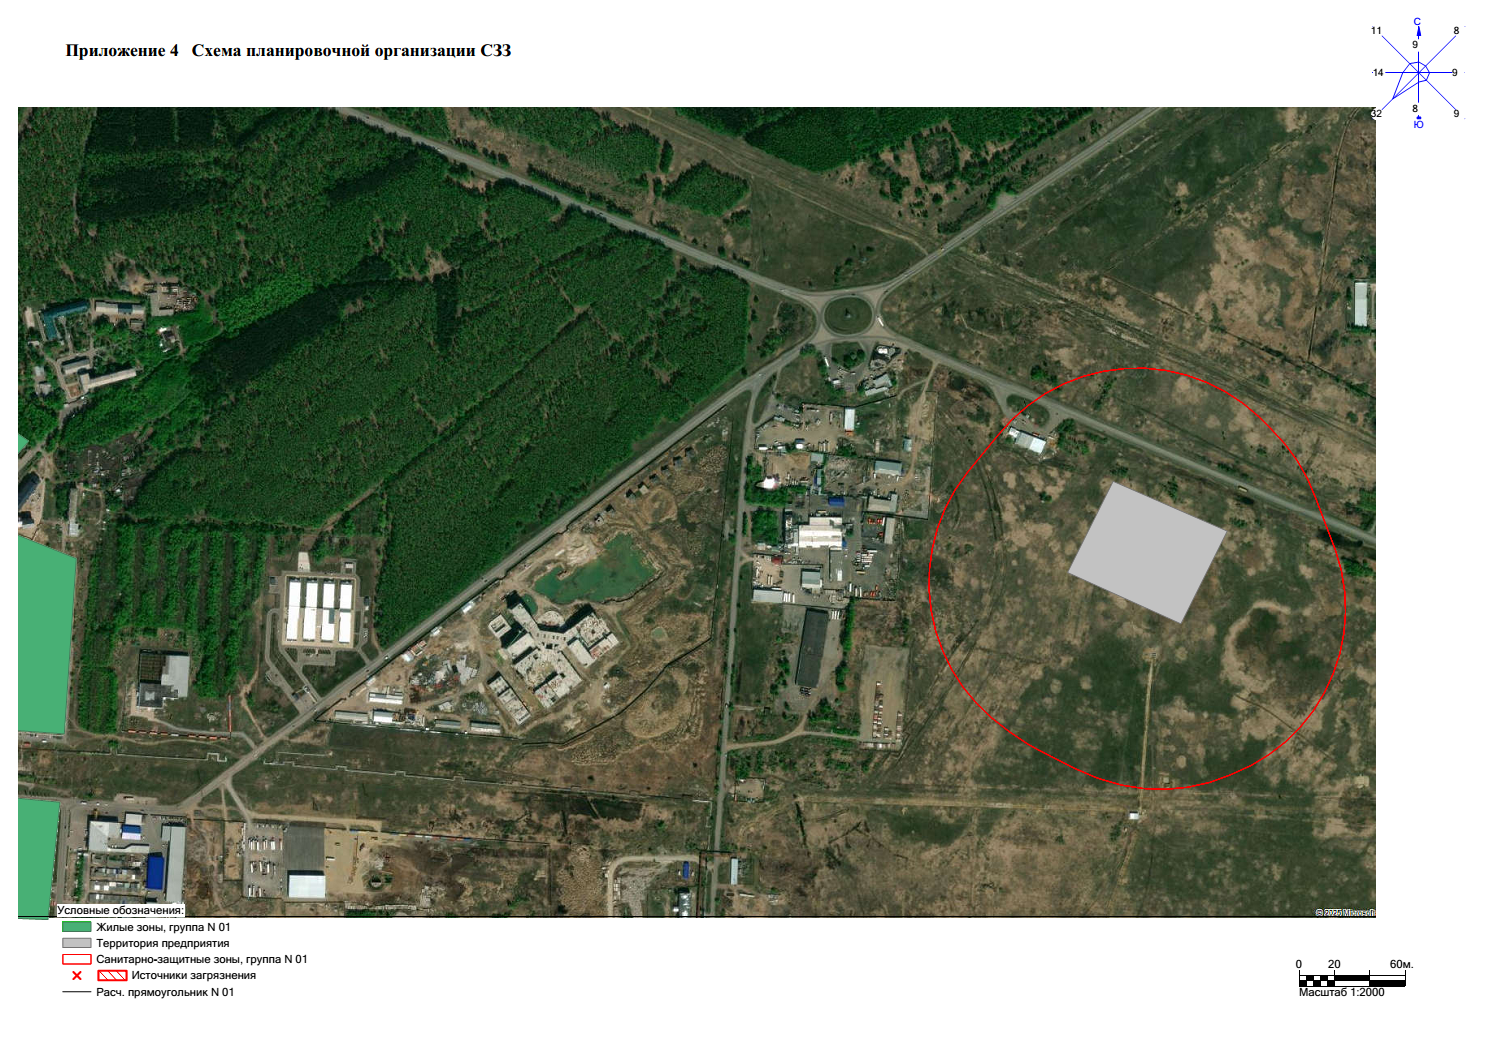 Приложение 4 Схема планировочной организации СЗЗ
С
11
8
9
14
9
32
8
9
Ю
© 2025 Microsoft
Условные обозначения:
Жилые зоны, группа N 01
Территория предприятия
Санитарно-защитные зоны, группа N 01
Источники загрязнения
Расч. прямоугольник N 01
0 20 60м.
Масштаб 1:2000